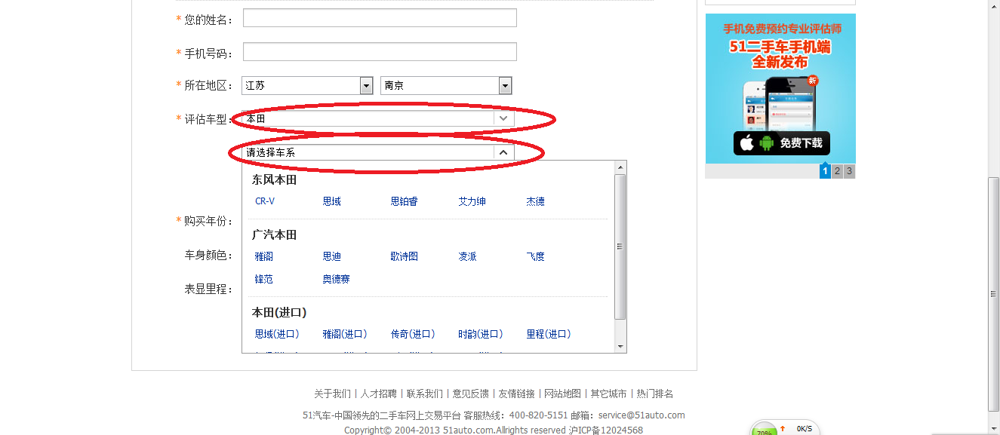 * 您的姓名：
* 手机号码：
* 所在地区： 江苏 南京
* 评估车型： 本田
请选择车系
东风本田
CR-V 思域 思铂睿 艾力绅 杰德
* 购买年份：
广汽本田
车身颜色： 雅阁 思迪 歌诗图 凌派 飞度
锋范 奥德赛
表显里程：
本田(进口)
思域(进口) 雅阁(进口) 传奇(进口) 时韵(进口) 里程(进口)
手机免费预约专业评估师
51二手车手机端
全新发布
新
免费下载
1 2 3
关于我们 | 人才招聘 | 联系我们 | 意见反馈 | 友情链接 | 网站地图 | 其它城市 | 热门排名
51汽车-中国领先的二手车网上交易平台 客服热线：400-820-5151 邮箱：service@51auto.com
Copyright© 2004-2013 51auto.com.Allrights reserved 沪ICP备12024568
70% 0K/S